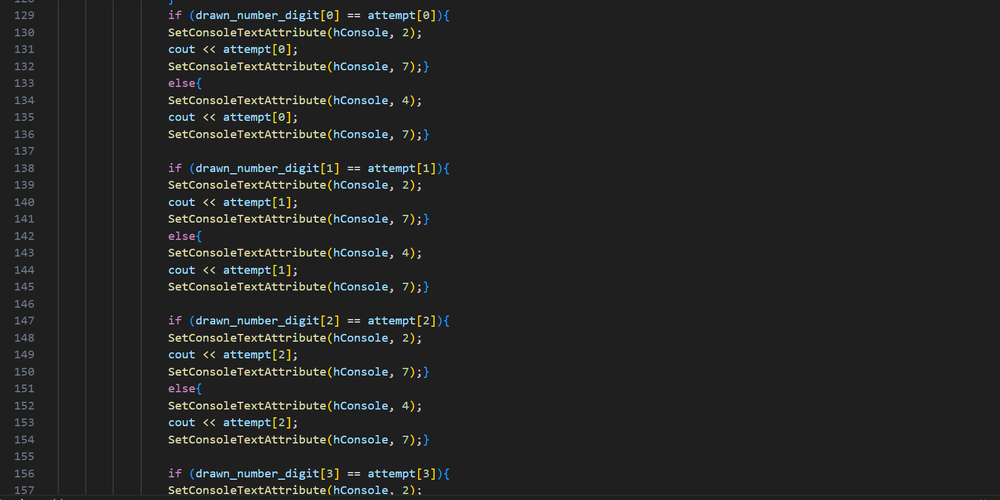 128 }
129 if (drawn_number_digit[0] == attempt[0]){
130 SetConsoleTextAttribute(hConsole, 2);
131 cout << attempt[0];
132 SetConsoleTextAttribute(hConsole, 7);}
133 else{
134 SetConsoleTextAttribute(hConsole, 4);
135 cout << attempt[0];
136 SetConsoleTextAttribute(hConsole, 7);}
137
138 if (drawn_number_digit[1] == attempt[1]){
139 SetConsoleTextAttribute(hConsole, 2);
140 cout << attempt[1];
141 SetConsoleTextAttribute(hConsole, 7);}
142 else{
143 SetConsoleTextAttribute(hConsole, 4);
144 cout << attempt[1];
145 SetConsoleTextAttribute(hConsole, 7);}
146
147 if (drawn_number_digit[2] == attempt[2]){
148 SetConsoleTextAttribute(hConsole, 2);
149 cout << attempt[2];
150 SetConsoleTextAttribute(hConsole, 7);}
151 else{
152 SetConsoleTextAttribute(hConsole, 4);
153 cout << attempt[2];
154 SetConsoleTextAttribute(hConsole, 7);}
155
156 if (drawn_number_digit[3] == attempt[3]){
157 SetConsoleTextAttribute(hConsole, 2);